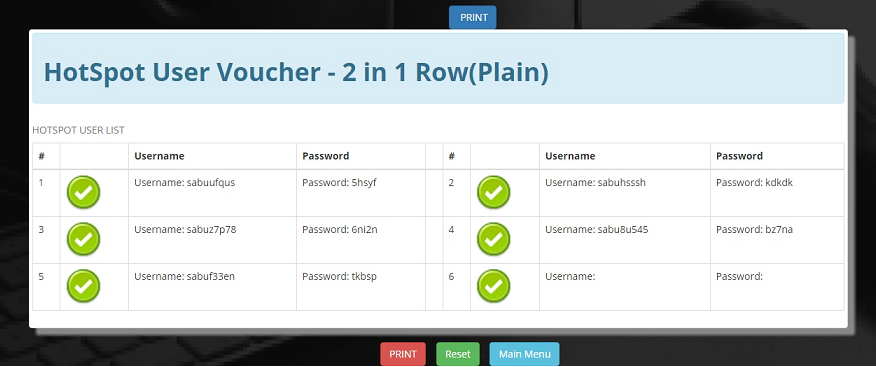 PRINT
HotSpot User Voucher - 2 in 1 Row(Plain)
HOTSPOT USER LIST
# Username Password # Username Password
1 Username: sabuufqus Password: 5hsyf 2 Username: sabuhsssh Password: kdkdk
3 Username: sabuz7p78 Password: 6ni2n 4 Username: sabu8u545 Password: bz7na
5 Username: sabuf33en Password: tkbsp 6 Username: Password:
PRINT Reset Main Menu